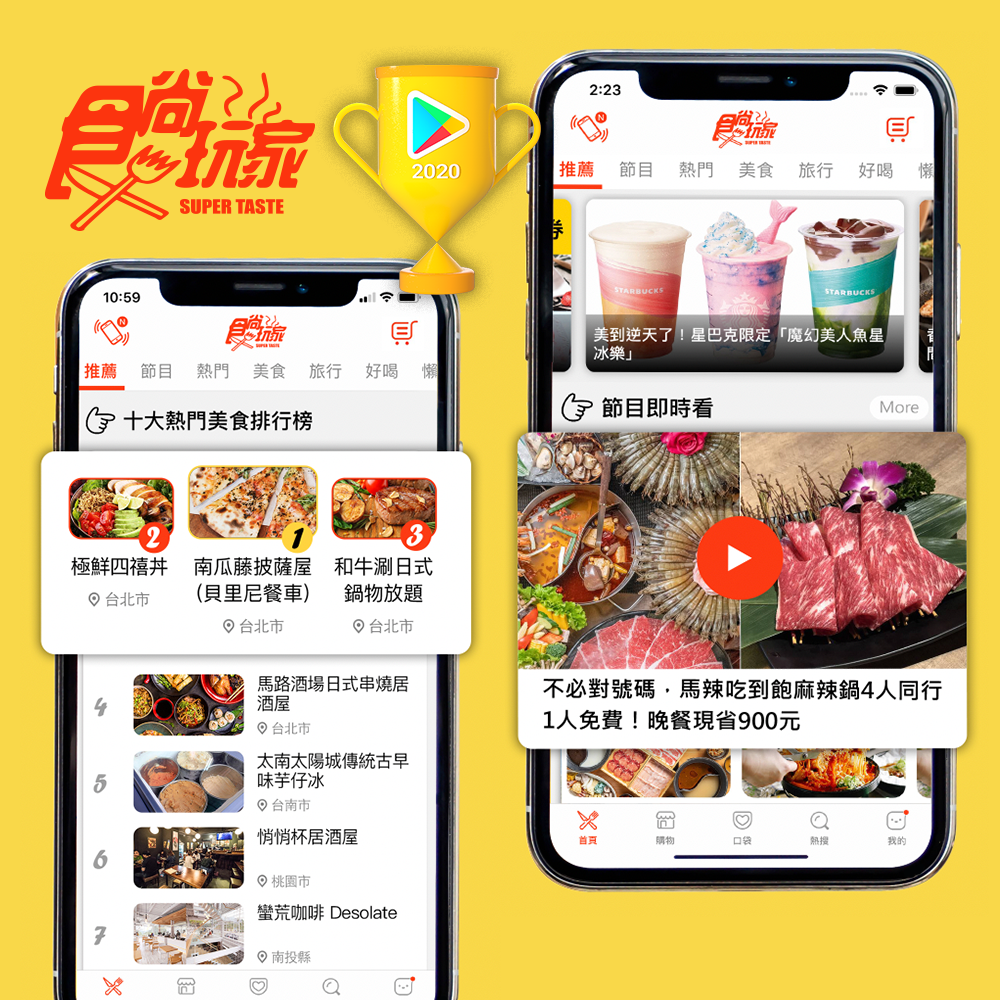 食尚玩家
SUPER TASTE
2020
10:59
N
食尚玩家
SUPER TASTE
推薦 節目 熱門 美食 旅行 好喝 懶
十大熱門美食排行榜
2
極鮮四禧丼
台北市
1
南瓜藤披薩屋
(貝里尼餐車)
台北市
3
和牛涮日式
鍋物放題
台北市
4
馬路酒場日式串燒居
酒屋
台北市
5
太南太陽城傳統古早
味芋仔冰
台南市
6
悄悄杯居酒屋
桃園市
7
蠻荒咖啡 Desolate
南投縣
2:23
N
食尚玩家
SUPER TASTE
推薦 節目 熱門 美食 旅行 好喝 懶
券
STARBUCKS
STARBUCKS
美到逆天了！星巴克限定「魔幻美人魚星
冰樂」
節目即時看
More
不必對號碼，馬辣吃到飽麻辣鍋4人同行
1人免費！晚餐現省900元
首頁 購物 口袋 熱搜 我的